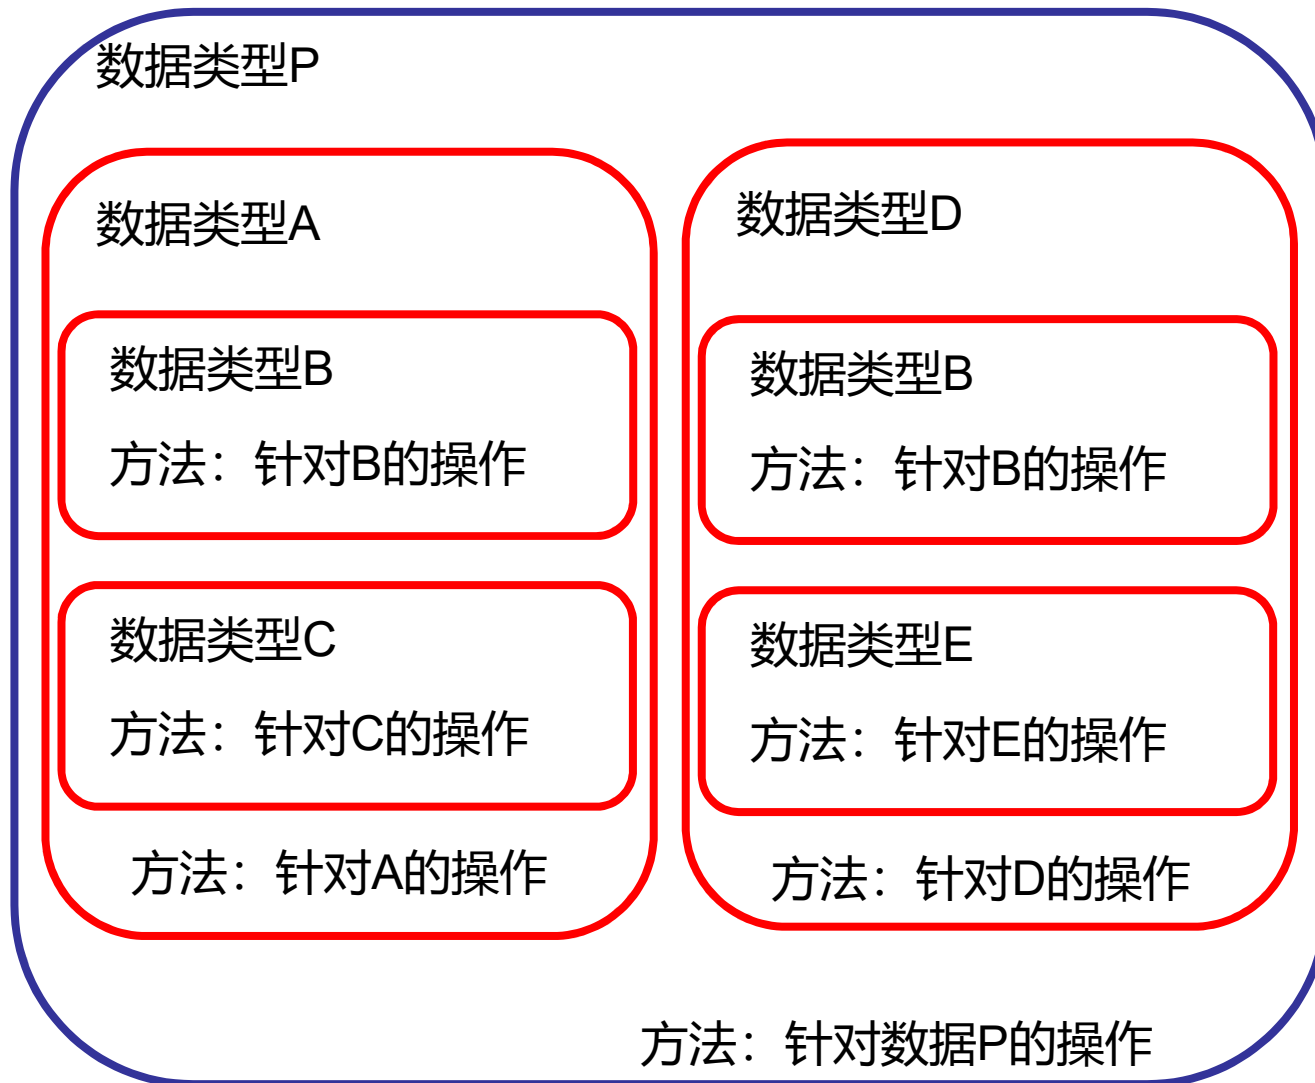 数据类型P
数据类型A
数据类型B
方法：针对B的操作
数据类型C
方法：针对C的操作
方法：针对A的操作
数据类型D
数据类型B
方法：针对B的操作
数据类型E
方法：针对E的操作
方法：针对D的操作
方法：针对数据P的操作